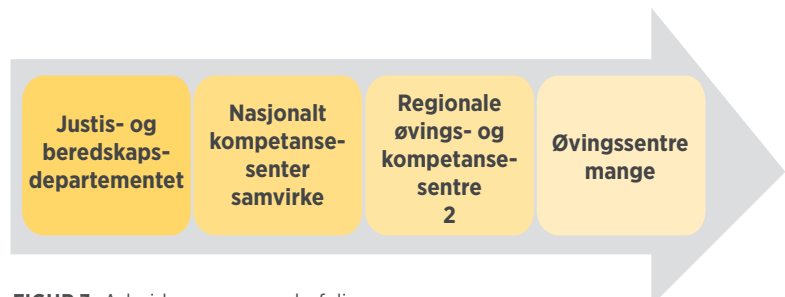 Justis- og
beredskaps-
departementet
Nasjonalt
kompetanse-
senter
samvirke
Regionale
øvings- og
kompetanse-
sentre
2
Øvingssentre
mange